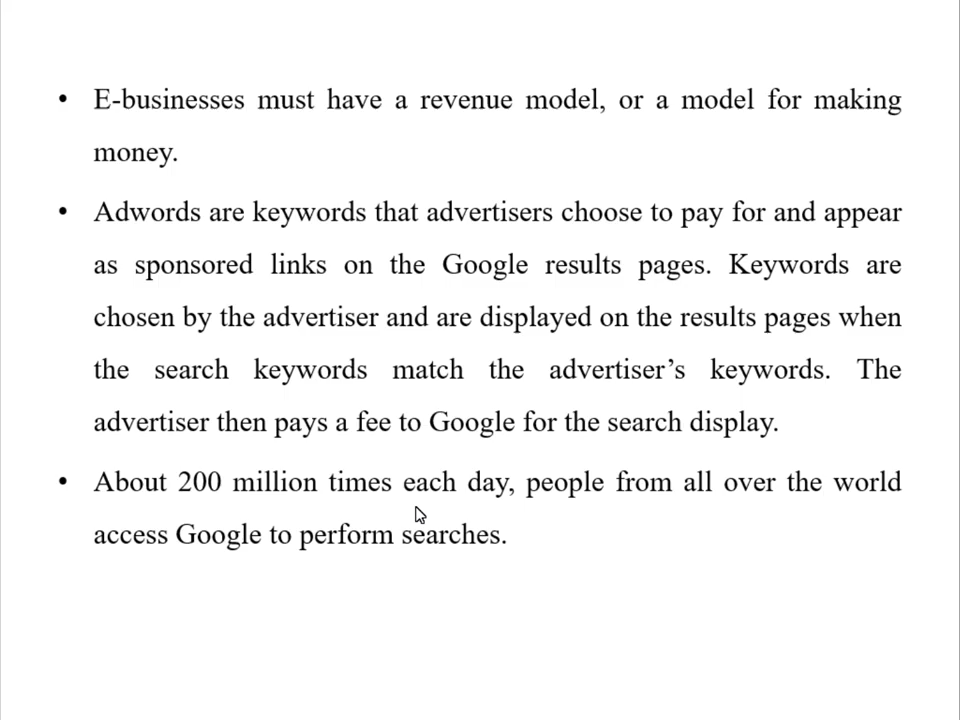 • E-businesses must have a revenue model, or a model for making
money.
• Adwords are keywords that advertisers choose to pay for and appear
as sponsored links on the Google results pages. Keywords are
chosen by the advertiser and are displayed on the results pages when
the search keywords match the advertiser’s keywords. The
advertiser then pays a fee to Google for the search display.
• About 200 million times each day, people from all over the world
access Google to perform searches.